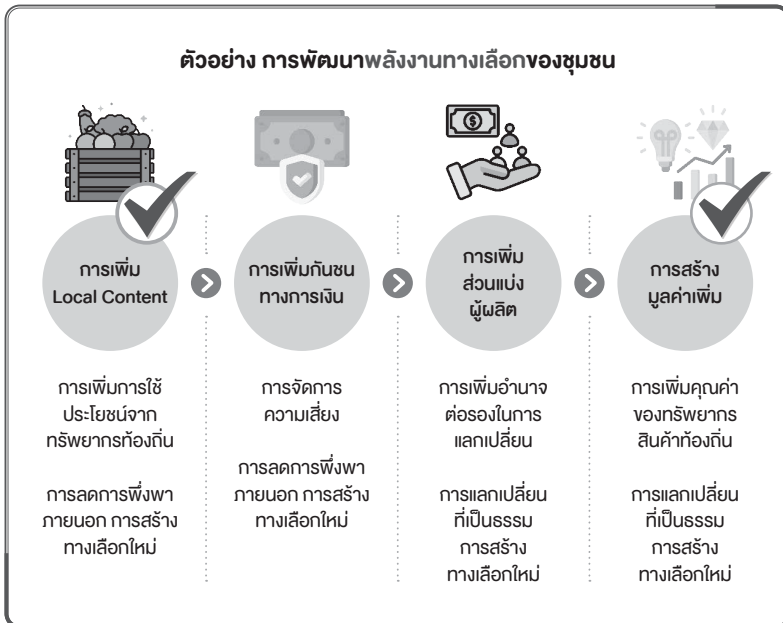 ตัวอย่าง การพัฒนาพลังงานทางเลือกของชุมชน
การเพิ่ม
Local Content
การเพิ่มกันชน
ทางการเงิน
การเพิ่ม
ส่วนแบ่ง
ผู้ผลิต
การสร้าง
มูลค่าเพิ่ม
การเพิ่มการใช้
ประโยชน์จาก
ทรัพยากรท้องถิ่น
การลดการพึ่งพา
ภายนอก การสร้าง
ทางเลือกใหม่
การจัดการ
ความเสี่ยง
การลดการพึ่งพา
ภายนอก การสร้าง
ทางเลือกใหม่
การเพิ่มอำนาจ
ต่อรองในการ
แลกเปลี่ยน
การแลกเปลี่ยน
ที่เป็นธรรม
การสร้าง
ทางเลือกใหม่
การเพิ่มคุณค่า
ของทรัพยากร
สินค้าท้องถิ่น
การแลกเปลี่ยน
ที่เป็นธรรม
การสร้าง
ทางเลือกใหม่